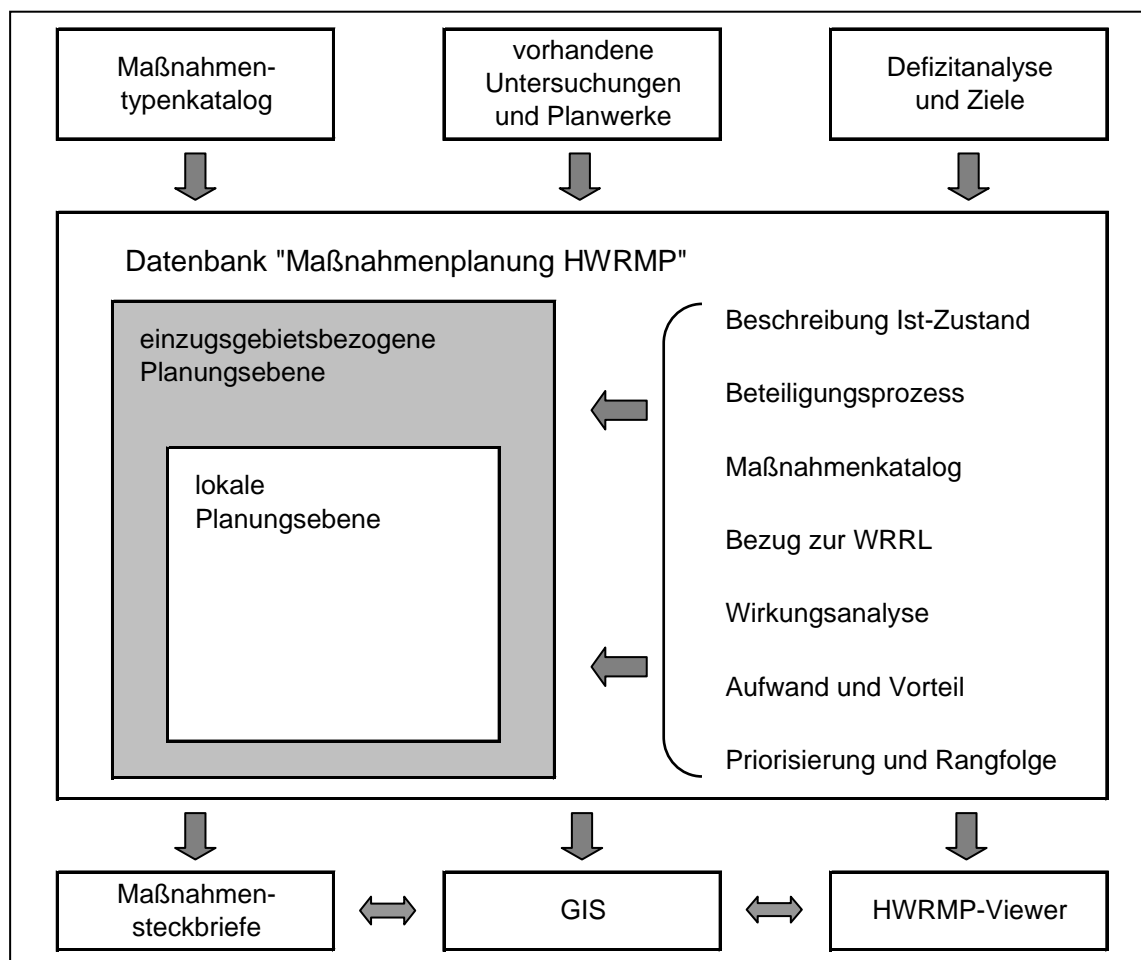 Maßnahmen-
typenkatalog
vorhandene
Untersuchungen
und Planwerke
Defizitanalyse
und Ziele
Datenbank "Maßnahmenplanung HWRMP"
einzugsgebietsbezogene
Planungsebene
lokale
Planungsebene
Beschreibung Ist-Zustand
Beteiligungsprozess
Maßnahmenkatalog
Bezug zur WRRL
Wirkungsanalyse
Aufwand und Vorteil
Priorisierung und Rangfolge
Maßnahmen-
steckbriefe
GIS
HWRMP-Viewer